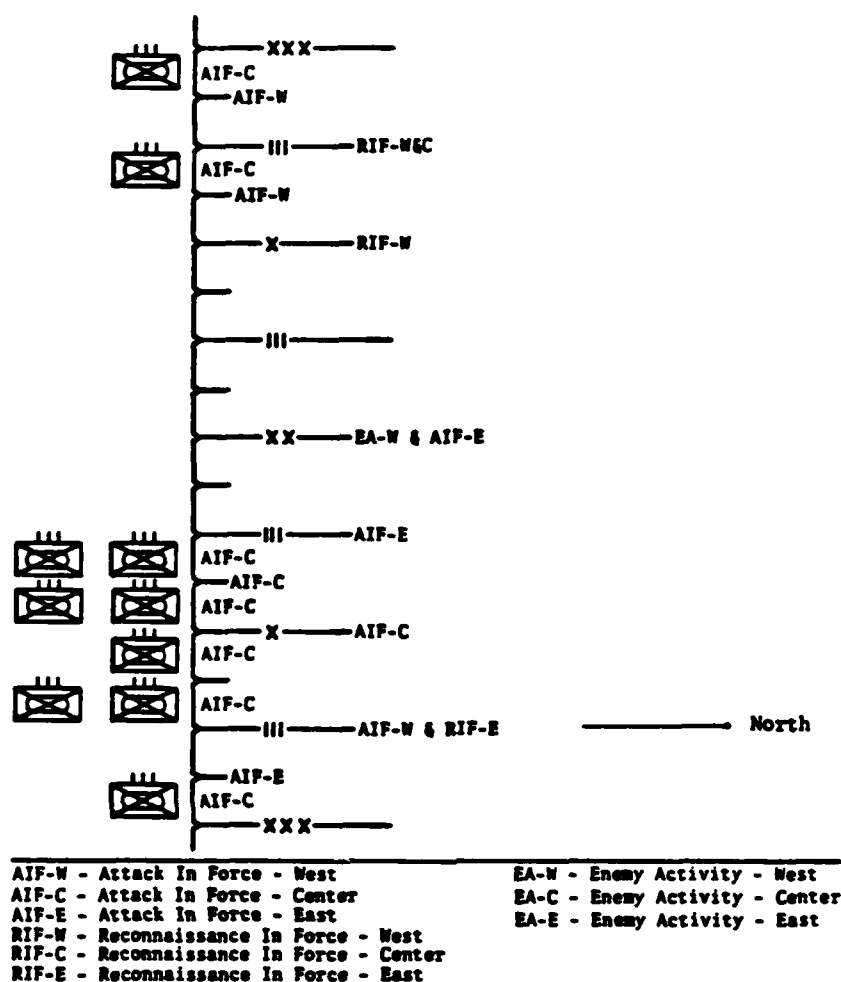 XXX
AIF-C
AIF-W
III RIF-W&C
AIF-C
AIF-W
X RIF-W
III
XX EA-W & AIF-E
III AIF-E
AIF-C
AIF-C
AIF-C
X AIF-C
AIF-C
AIF-C
III AIF-W & RIF-E
North
AIF-E
AIF-C
XXX
AIF-W - Attack In Force - West
AIF-C - Attack In Force - Center
AIF-E - Attack In Force - East
RIF-W - Reconnaissance In Force - West
RIF-C - Reconnaissance In Force - Center
RIF-E - Reconnaissance In Force - East
EA-W - Enemy Activity - West
EA-C - Enemy Activity - Center
EA-E - Enemy Activity - East